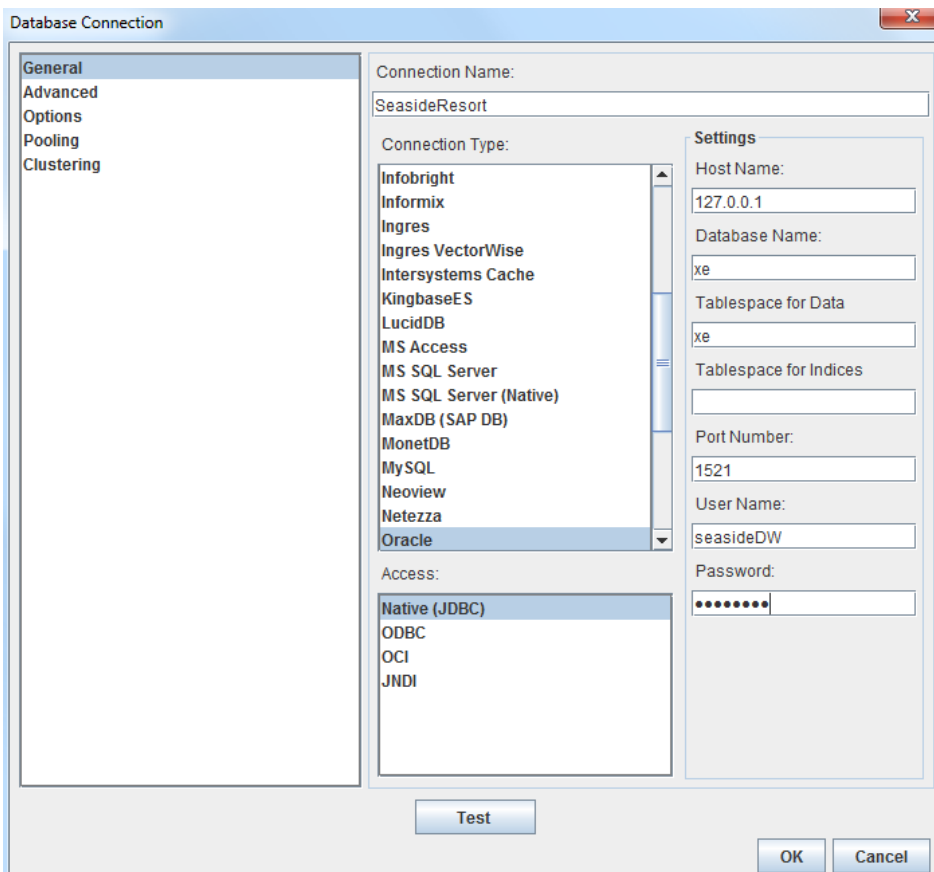 Database Connection
General
Advanced
Options
Pooling
Clustering
Connection Name:
SeasideResort
Connection Type:
Infobright
Informix
Ingres
Ingres VectorWise
Intersystems Cache
KingbaseES
LucidDB
MS Access
MS SQL Server
MS SQL Server (Native)
MaxDB (SAP DB)
MonetDB
MySQL
Neoview
Netezza
Oracle
Access:
Native (JDBC)
ODBC
OCI
JNDI
Settings
Host Name:
127.0.0.1
Database Name:
xe
Tablespace for Data
xe
Tablespace for Indices
Port Number:
1521
User Name:
seasideDW
Password:
●●●●●●●●
Test
OK
Cancel